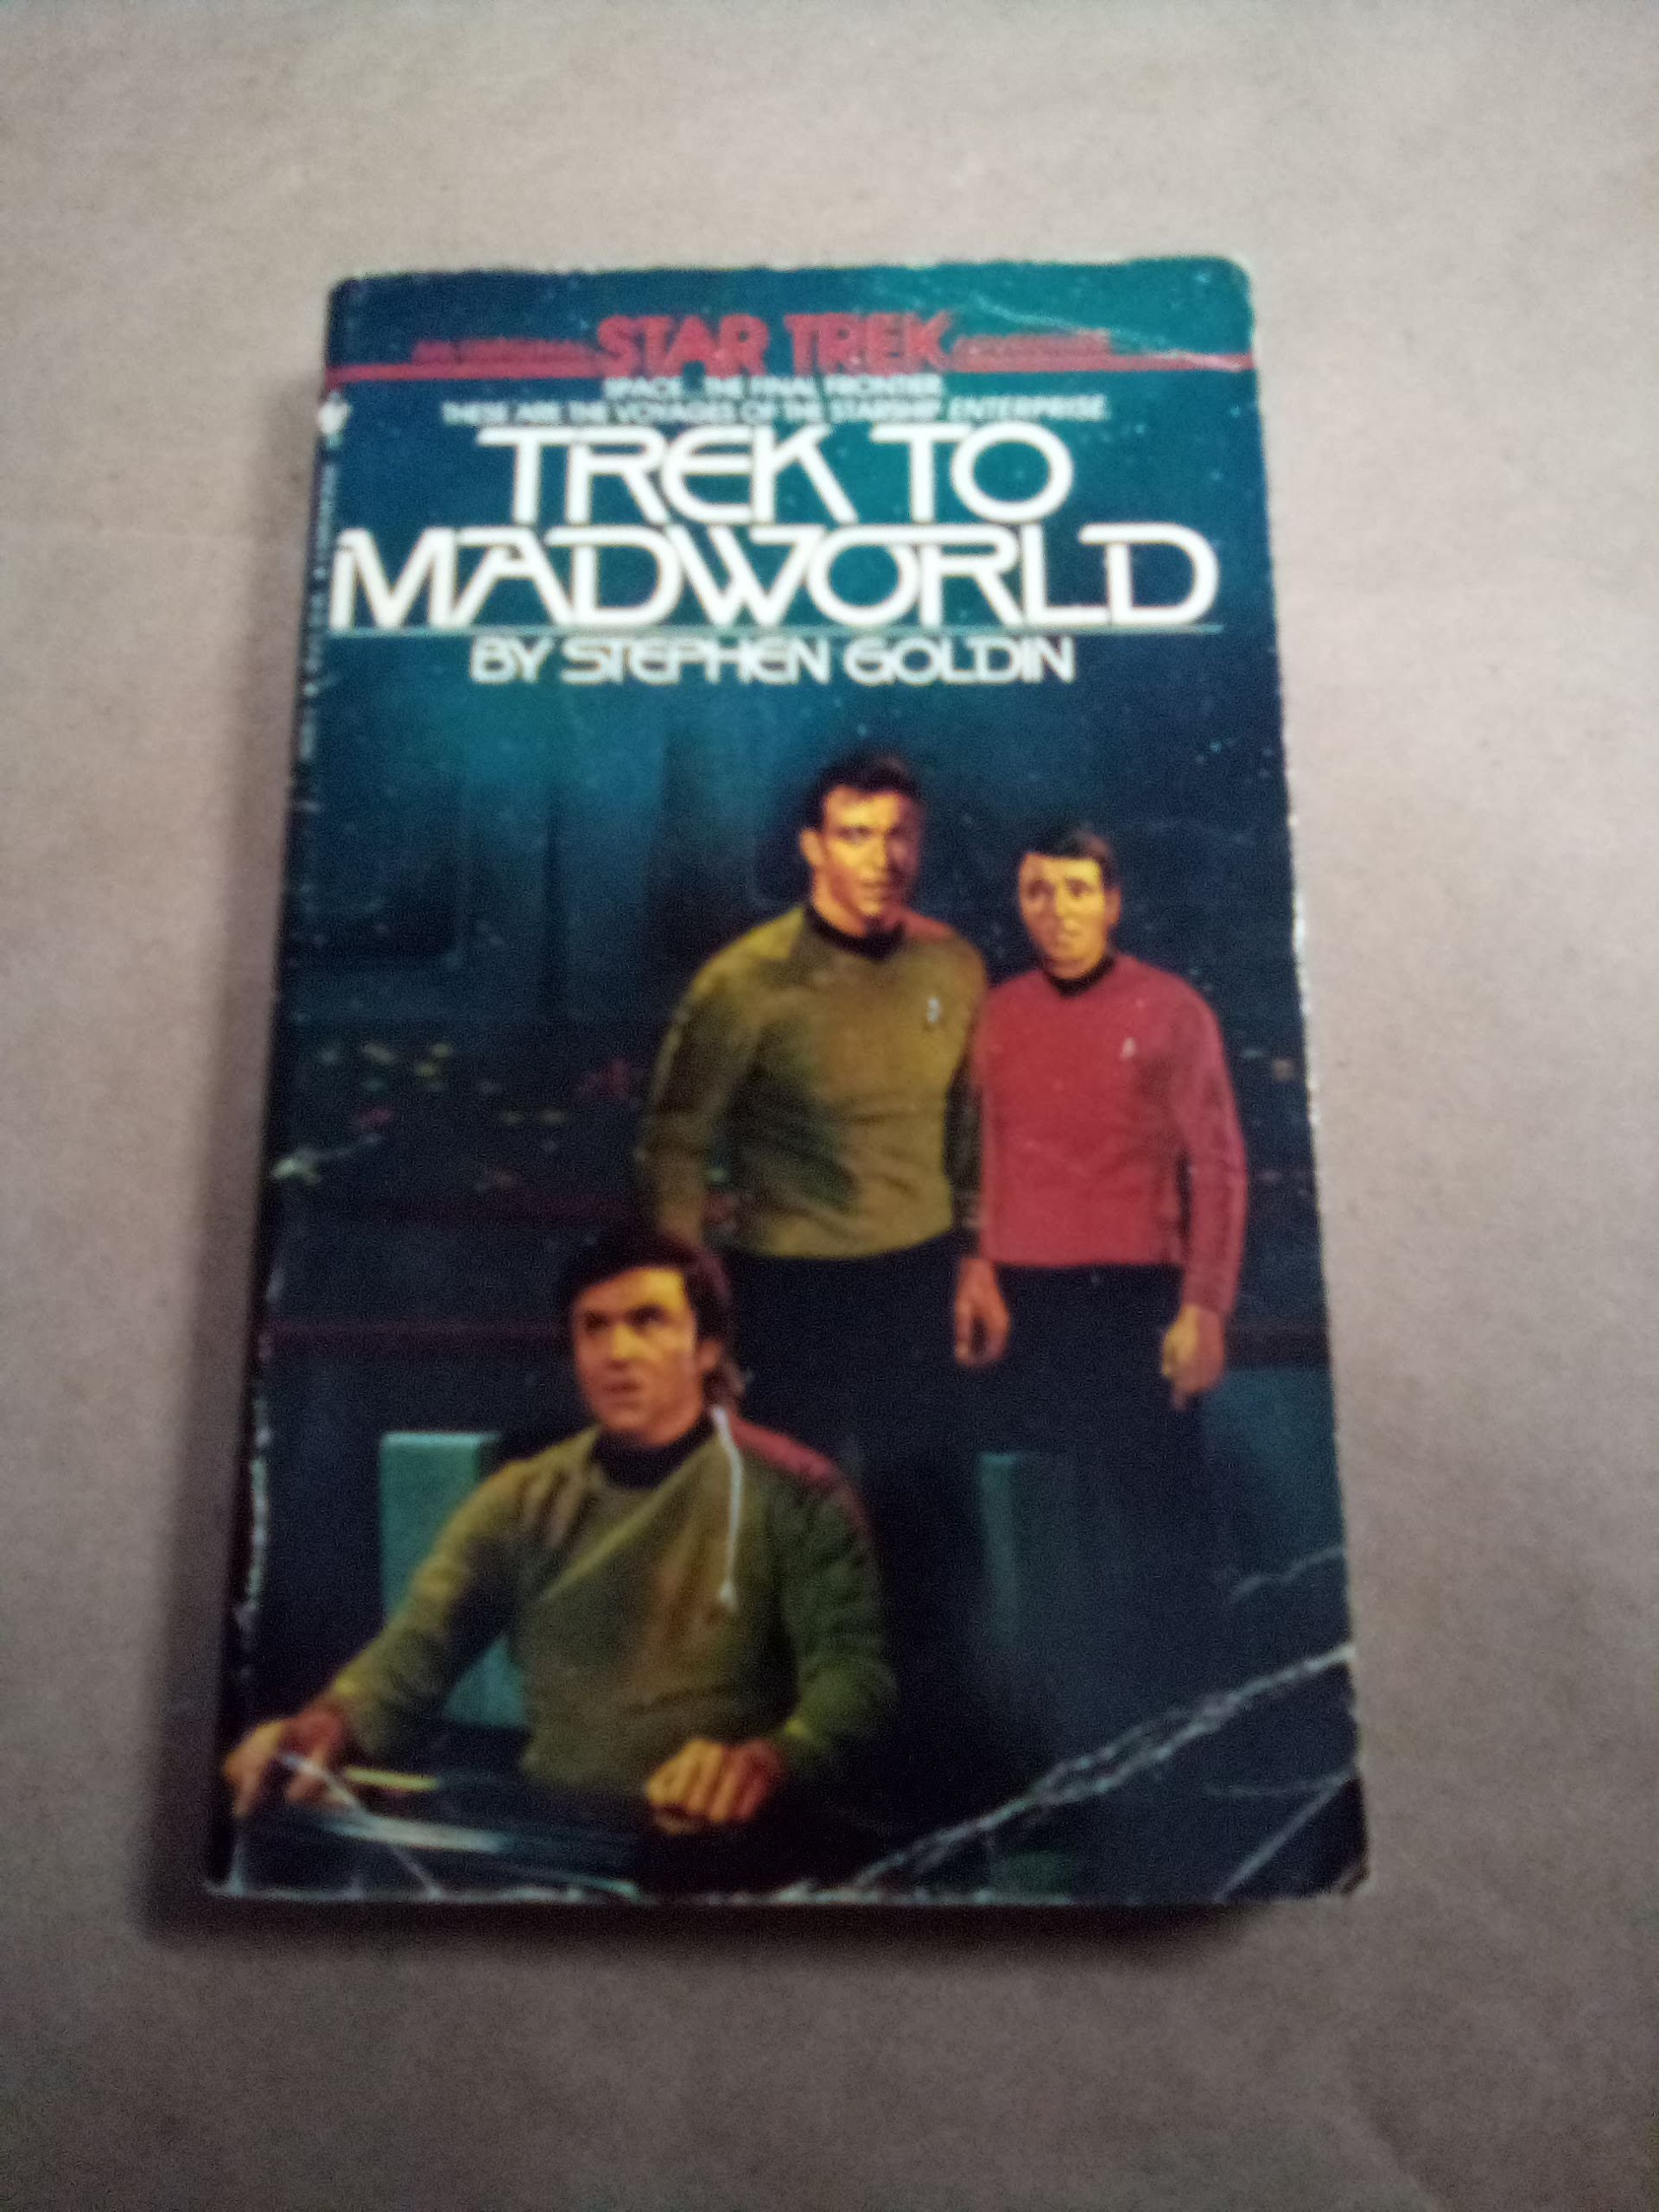 STAR TREK
SPACE...THE FINAL FRONTIER.
THESE ARE THE VOYAGES OF THE STARSHIP ENTERPRISE.
TREK TO
MADWORLD
BY STEPHEN GOLDIN